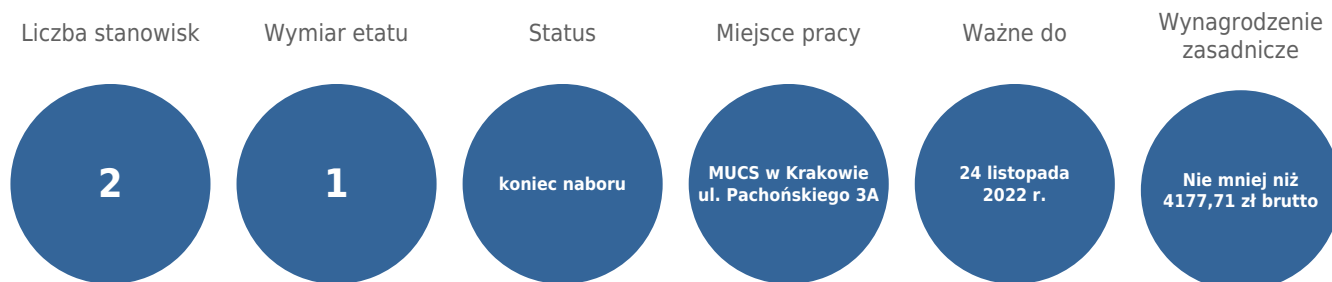 Liczba stanowisk
2
Wymiar etatu
1
Status
koniec naboru
Miejsce pracy
MUCS w Krakowie
ul. Pachońskiego 3A
Ważne do
24 listopada
2022 r.
Wynagrodzenie
zasadnicze
Nie mniej niż
4177,71 zł brutto